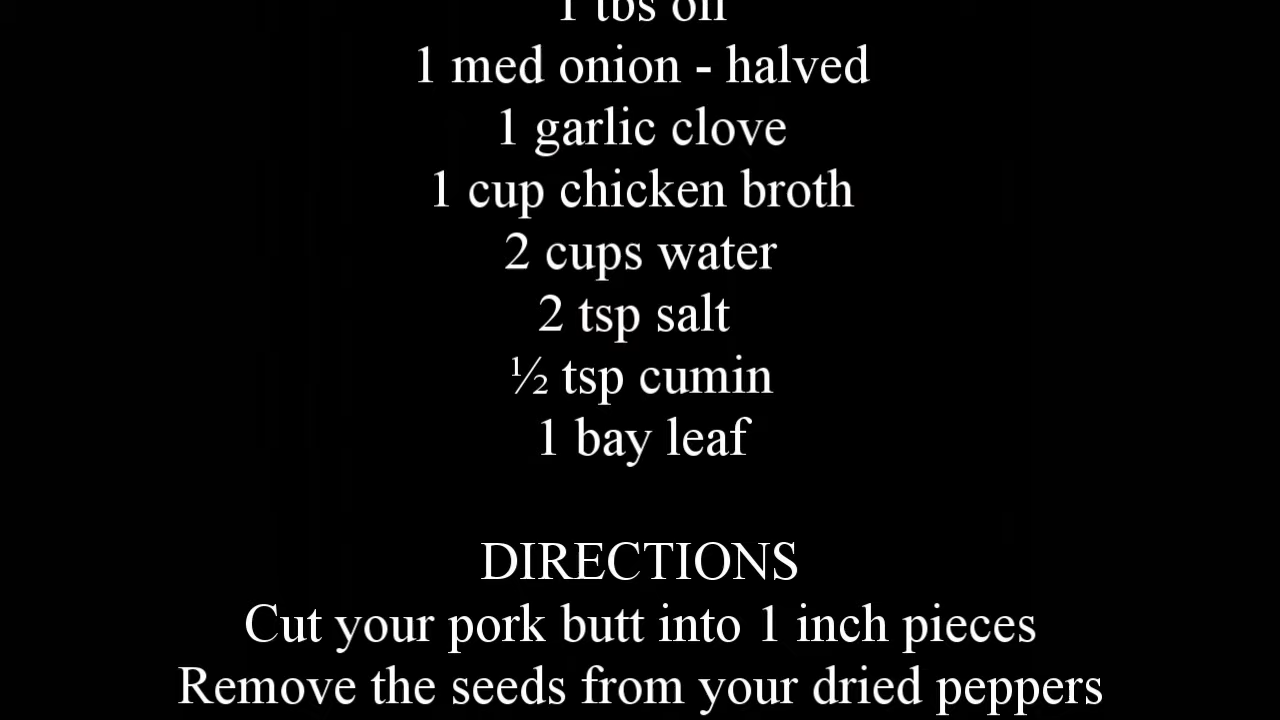 1 tbs oil
1 med onion - halved
1 garlic clove
1 cup chicken broth
2 cups water
2 tsp salt
½ tsp cumin
1 bay leaf
DIRECTIONS
Cut your pork butt into 1 inch pieces
Remove the seeds from your dried peppers